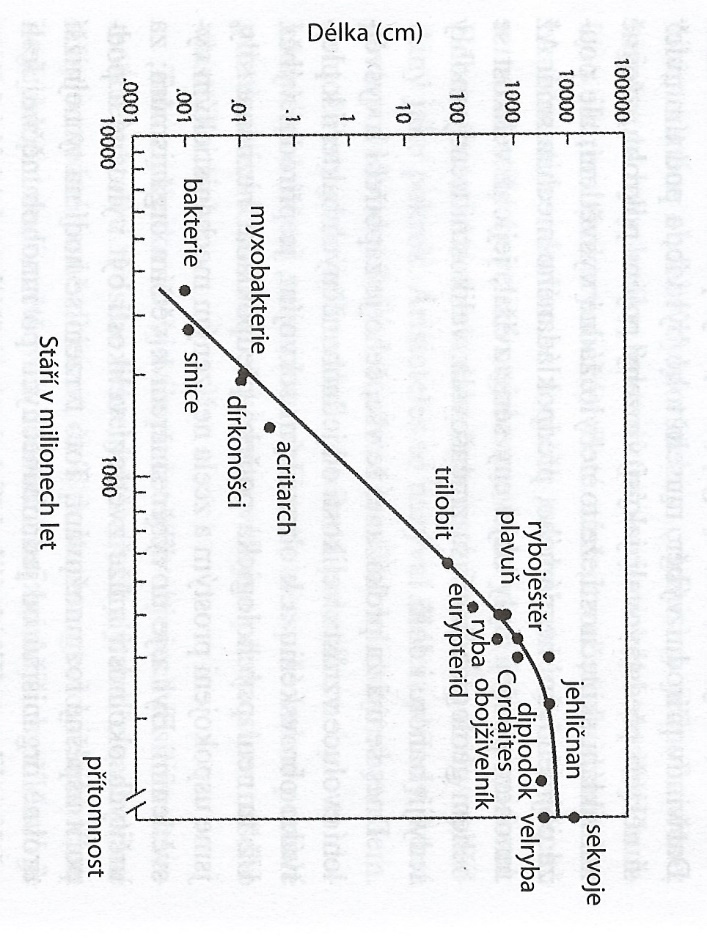 Délka (cm)
100000
10000
1000
100
10
1
.1
.01
.001
.0001
10000
1000
přítomnost
Stáří v milionech let
bakterie
sinice
myxobakterie
dírkonošci
acritarch
trilobit
eurypterid
plavuň
ryba
ryboještěr
obojživelník
Cordaites
jehličnan
diplodok
velryba
sekvoje